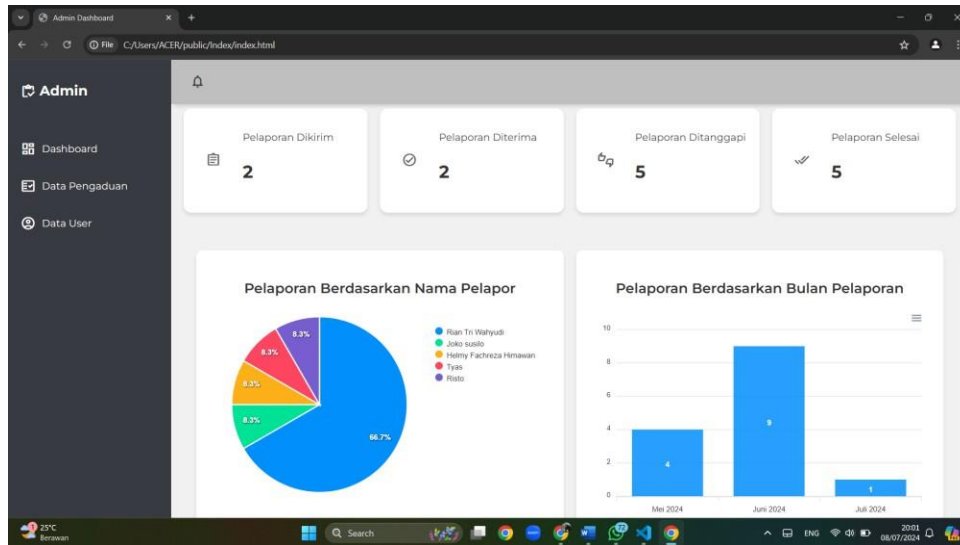 Admin Dashboard
File C:/Users/ACER/public/Index/index.html
Admin
Dashboard
Data Pengaduan
Data User
Pelaporan Dikirim
2
Pelaporan Diterima
2
Pelaporan Ditanggapi
5
Pelaporan Selesai
5
Pelaporan Berdasarkan Nama Pelapor
8.3%
8.3%
8.3%
8.3%
66.7%
Rian Tri Wahyudi
Joko susilo
Helmy Fachreza Himawan
Tyas
Risto
Pelaporan Berdasarkan Bulan Pelaporan
10
8
6
4
2
0
4
9
1
Mei 2024
Juni 2024
Juli 2024
25°C
Berawan
Search
ENG
20:01
08/07/2024